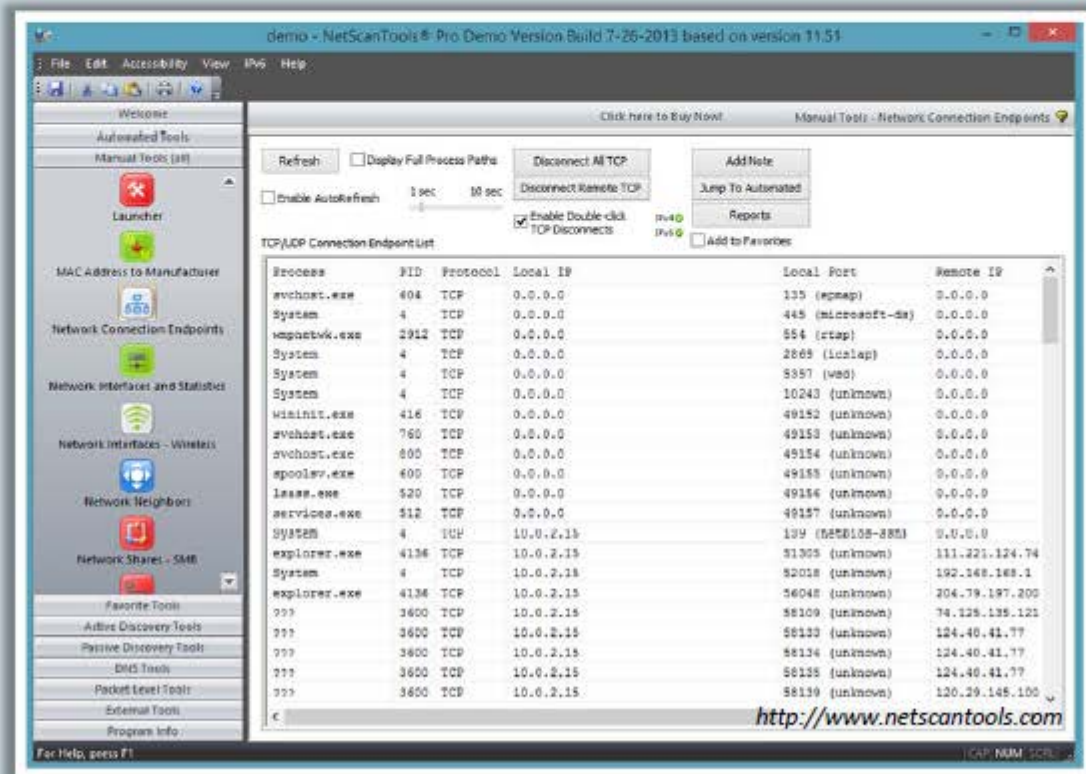 demo - NetScanTools® Pro Demo Version Build 7-26-2013 based on version 11.51
File Edit Accessibility View IPv6 Help
Welcome
Automated Tools
Manual Tools (all)
Launcher
MAC Address to Manufacturer
Network Connection Endpoints
Network Interfaces and Statistics
Network Interfaces - Wireless
Network Neighbors
Network Shares - SMB
Favorite Tools
Active Discovery Tools
Passive Discovery Tools
DNS Tools
Packet Level Tools
External Tools
Program Info
Click here to Buy Now!
Manual Tools - Network Connection Endpoints
Refresh Display Full Process Paths Disconnect All TCP Add Note
Enable AutoRefresh 1 sec 10 sec Disconnect Remote TCP Jump To Automated
Enable Double-click TCP Disconnects IPv4 IPv6 Reports
Add to Favorites
TCP/UDP Connection Endpoint List
Process PID Protocol Local IP Local Port Remote IP
svchost.exe 604 TCP 0.0.0.0 135 (epmap) 0.0.0.0
System 4 TCP 0.0.0.0 445 (microsoft-ds) 0.0.0.0
wmpnetwk.exe 2912 TCP 0.0.0.0 554 (rtsp) 0.0.0.0
System 4 TCP 0.0.0.0 2869 (icslap) 0.0.0.0
System 4 TCP 0.0.0.0 5357 (wsd) 0.0.0.0
System 4 TCP 0.0.0.0 10243 (unknown) 0.0.0.0
wininit.exe 416 TCP 0.0.0.0 49152 (unknown) 0.0.0.0
svchost.exe 760 TCP 0.0.0.0 49153 (unknown) 0.0.0.0
svchost.exe 800 TCP 0.0.0.0 49154 (unknown) 0.0.0.0
spoolsv.exe 600 TCP 0.0.0.0 49155 (unknown) 0.0.0.0
lsass.exe 520 TCP 0.0.0.0 49156 (unknown) 0.0.0.0
services.exe 512 TCP 0.0.0.0 49157 (unknown) 0.0.0.0
System 4 TCP 10.0.2.15 139 (netbios-ssn) 0.0.0.0
explorer.exe 4136 TCP 10.0.2.15 51305 (unknown) 111.221.124.74
System 4 TCP 10.0.2.15 52018 (unknown) 192.168.168.1
explorer.exe 4136 TCP 10.0.2.15 56048 (unknown) 204.79.197.200
??? 3600 TCP 10.0.2.15 58109 (unknown) 74.125.135.121
??? 3600 TCP 10.0.2.15 58133 (unknown) 124.40.41.77
??? 3600 TCP 10.0.2.15 58134 (unknown) 124.40.41.77
??? 3600 TCP 10.0.2.15 58135 (unknown) 124.40.41.77
??? 3600 TCP 10.0.2.15 58139 (unknown) 120.29.145.100
http://www.netscantools.com
For Help, press F1
CAP NUM SCRL